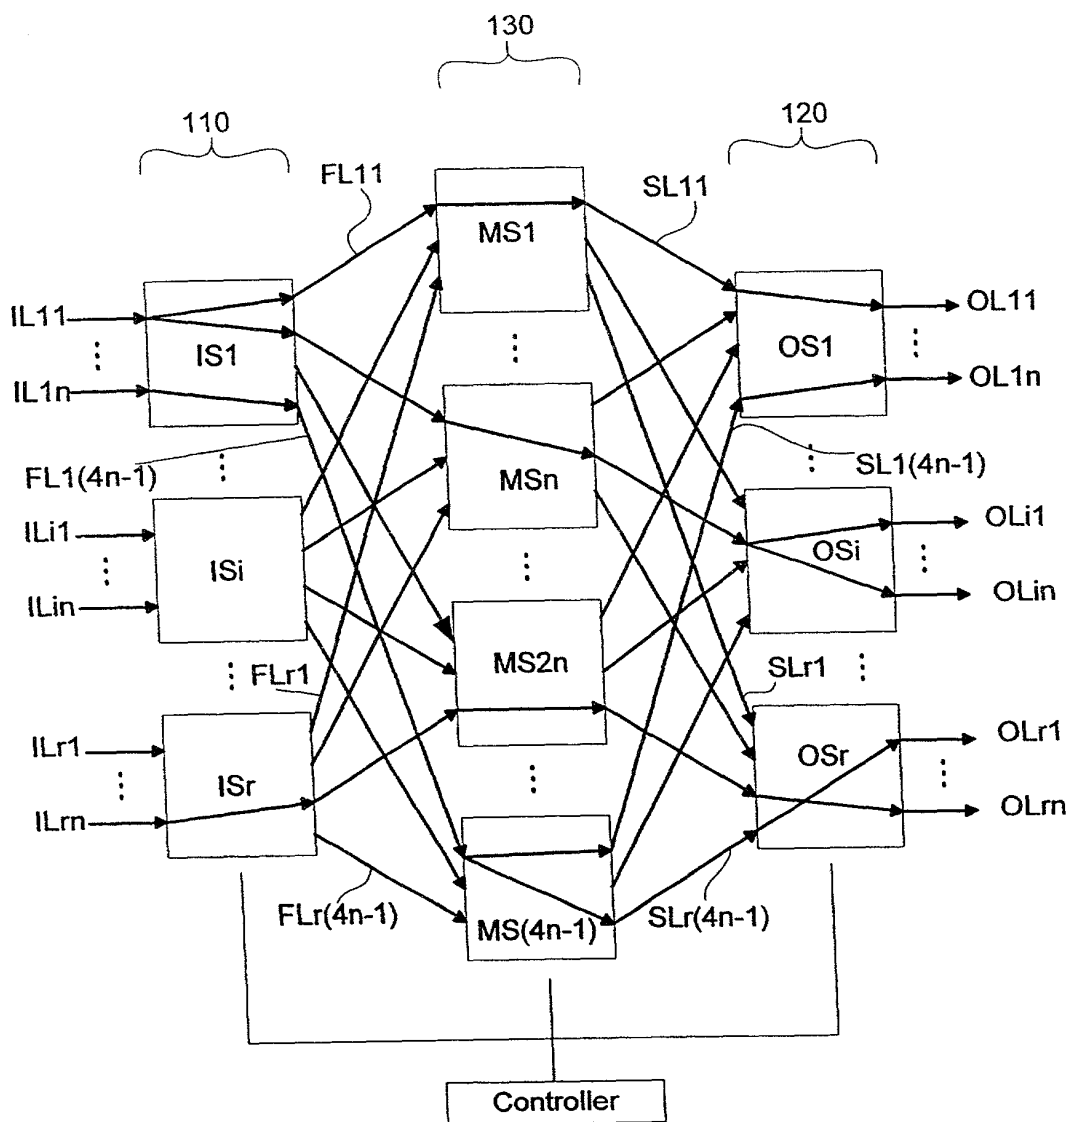 130
110
120
FL11
SL11
MS1
IL11
IS1
OS1
OL11
IL1n
OL1n
MSn
FL1(4n-1)
SL1(4n-1)
ILi1
ISi
OSi
OLi1
ILin
OLin
MS2n
FLr1
SLr1
ILr1
ISr
OSr
OLr1
ILrn
OLrn
FLr(4n-1)
MS(4n-1)
SLr(4n-1)
Controller